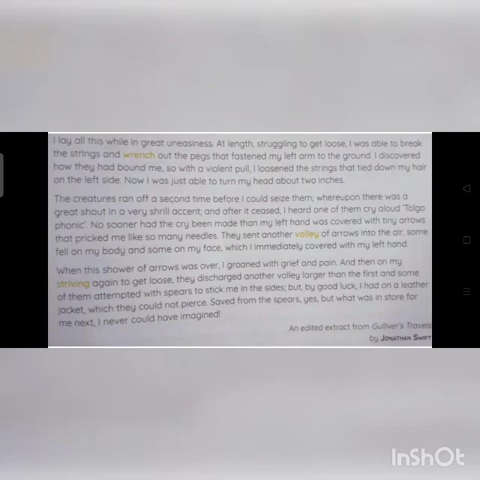 I lay all this while in great uneasiness. At length, struggling to get loose, I was able to break
the strings and wrench out the pegs that fastened my left arm to the ground. I discovered
how they had bound me, so with a violent pull, I loosened the strings that tied down my hair
on the left side. Now I was just able to turn my head about two inches.
The creatures ran off a second time before I could seize them; whereupon there was a
great shout in a very shrill accent, and after it ceased, I heard one of them cry aloud 'Tolgo
phonic'. No sooner had the cry been made than my left hand was covered with tiny arrows
that pricked me like so many needles. They sent another volley of arrows into the air; some
fell on my body and some on my face, which I immediately covered with my left hand.
When this shower of arrows was over, I groaned with grief and pain. And then on my
striving again to get loose, they discharged another volley larger than the first and some
of them attempted with spears to stick me in the sides; but, by good luck, I had on a leather
jacket, which they could not pierce. Saved from the spears, yes, but what was in store for
me next, I never could have imagined!
An edited extract from Gulliver's Travels
by JONATHAN SWIFT
InShOt